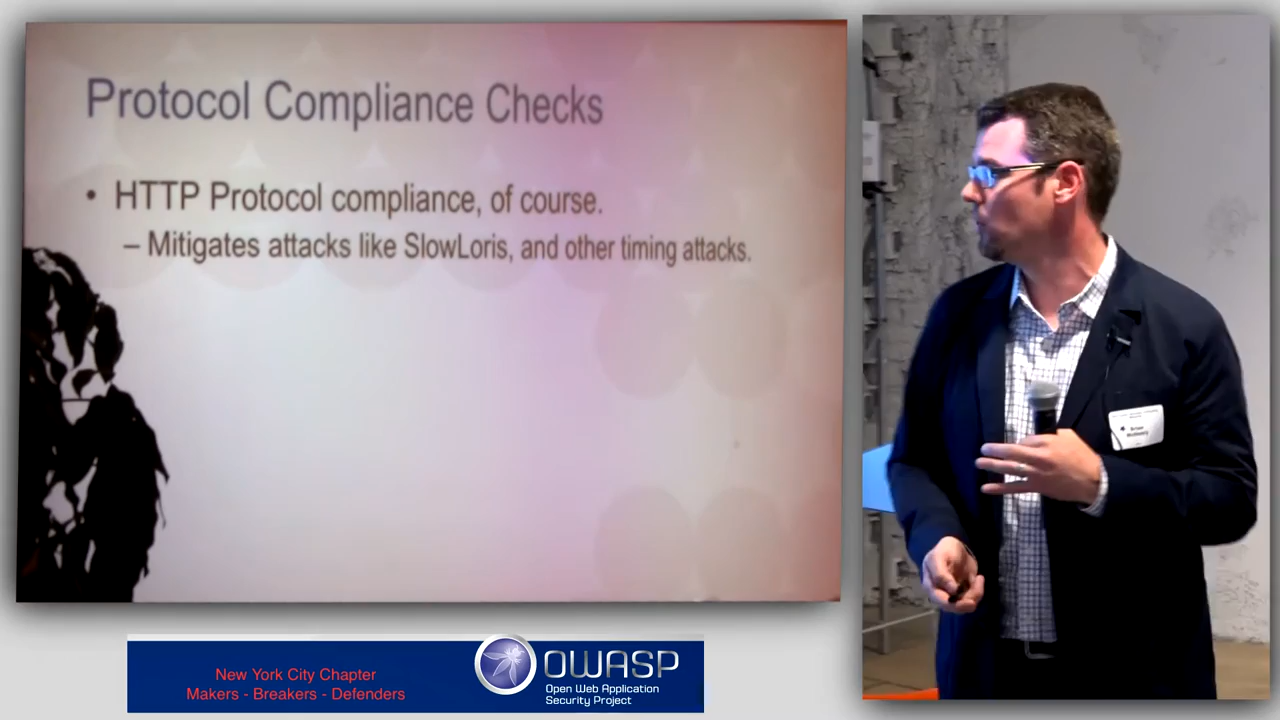 Protocol Compliance Checks
• HTTP Protocol compliance, of course.
– Mitigates attacks like SlowLoris, and other timing attacks.
New York City Chapter
Makers - Breakers - Defenders
OWASP
Open Web Application
Security Project